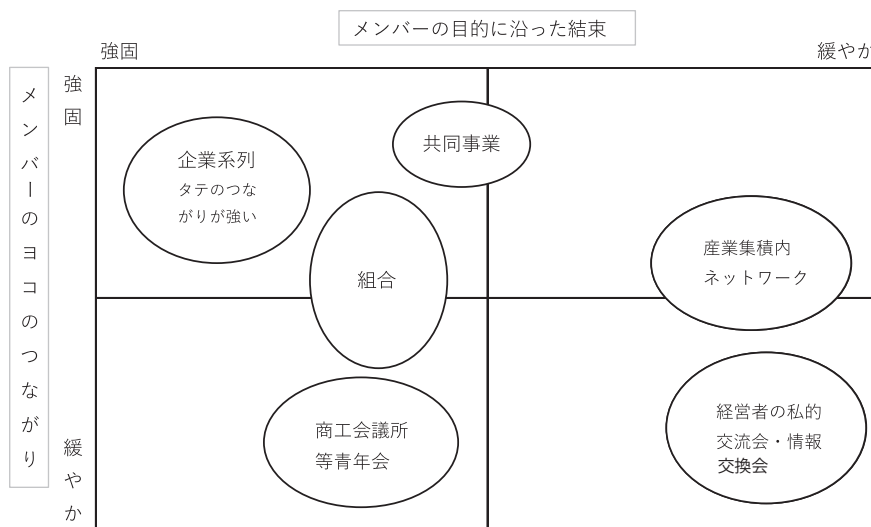 メンバーの目的に沿った結束
強固
緩やか
メンバーのヨコのつながり
強固
緩やか
企業系列
タテのつな
がりが強い
共同事業
組合
産業集積内
ネットワーク
商工会議所
等青年会
経営者の私的
交流会・情報
交換会